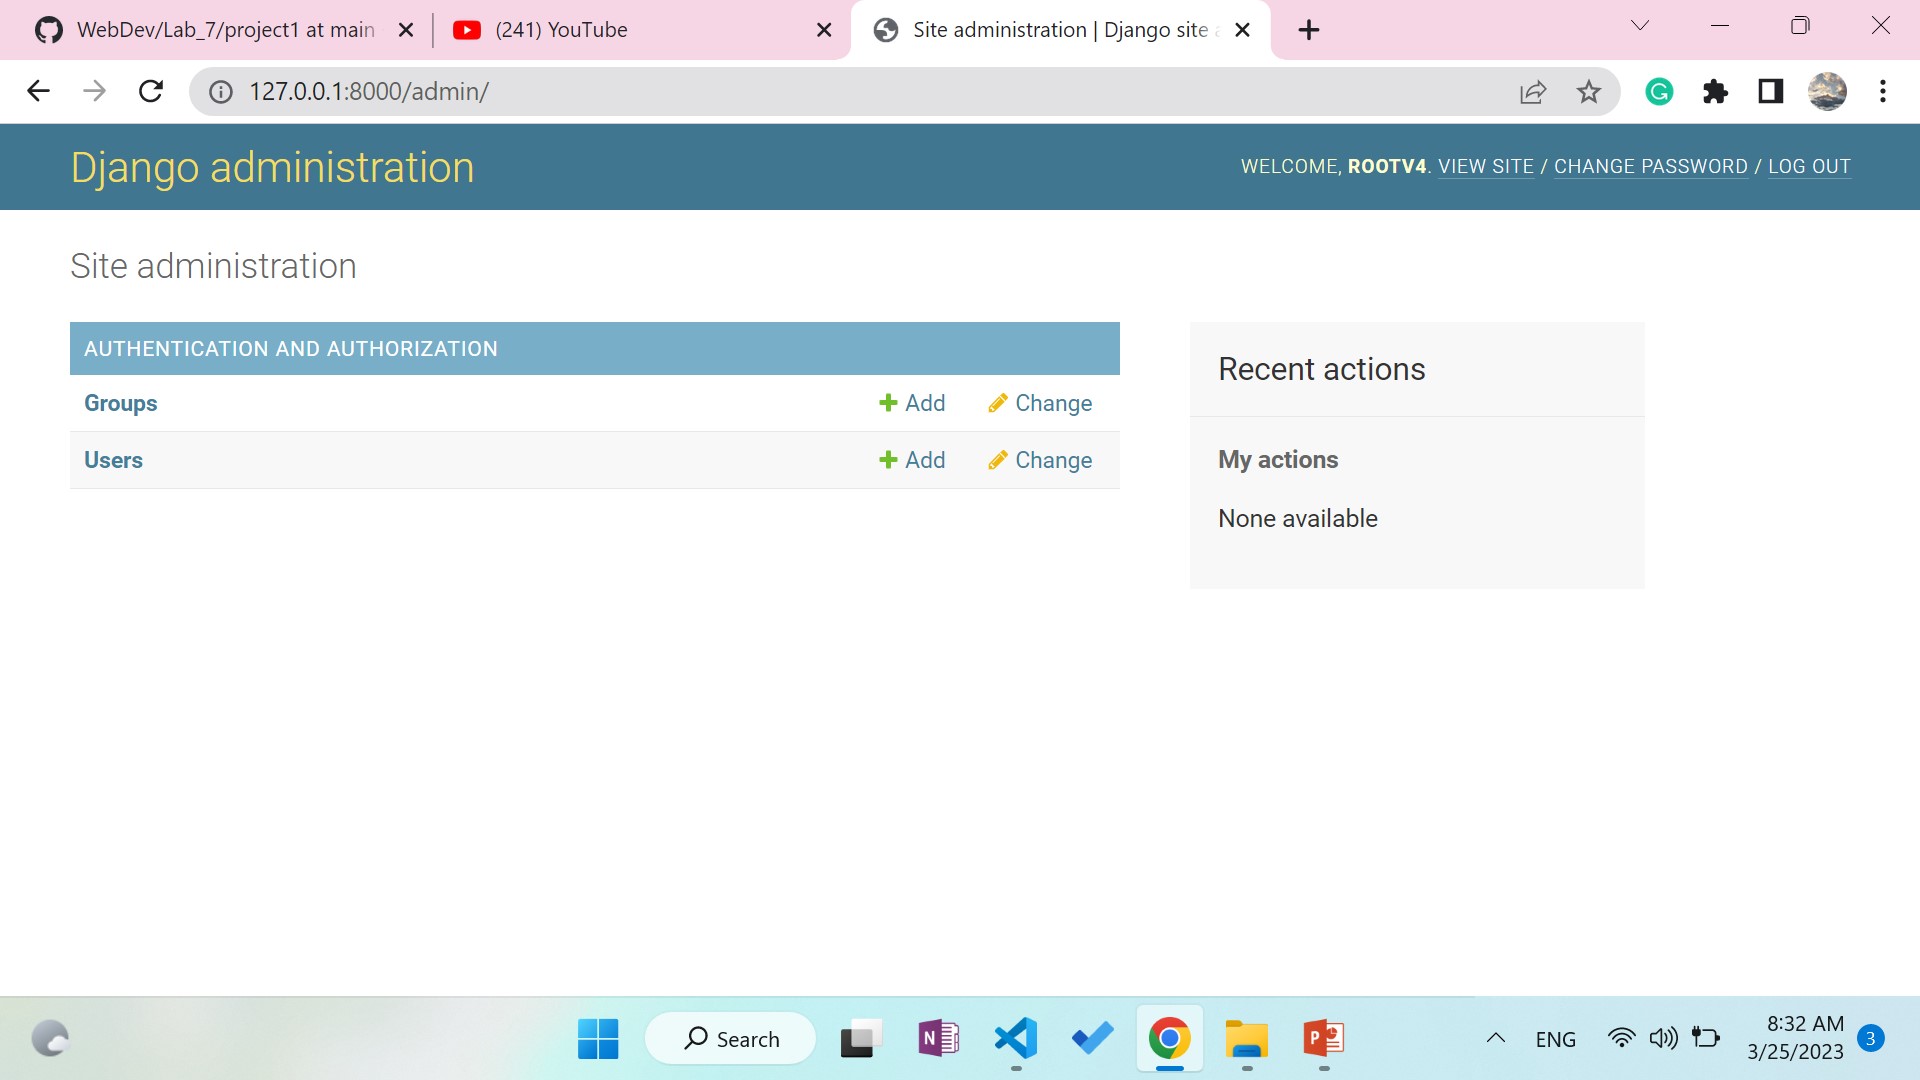 WebDev/Lab_7/project1 at main
(241) YouTube
Site administration | Django site a
127.0.0.1:8000/admin/
Django administration
WELCOME, ROOTV4. VIEW SITE / CHANGE PASSWORD / LOG OUT
Site administration
AUTHENTICATION AND AUTHORIZATION
Groups Add Change
Users Add Change
Recent actions
My actions
None available
Search
ENG
8:32 AM
3/25/2023
3